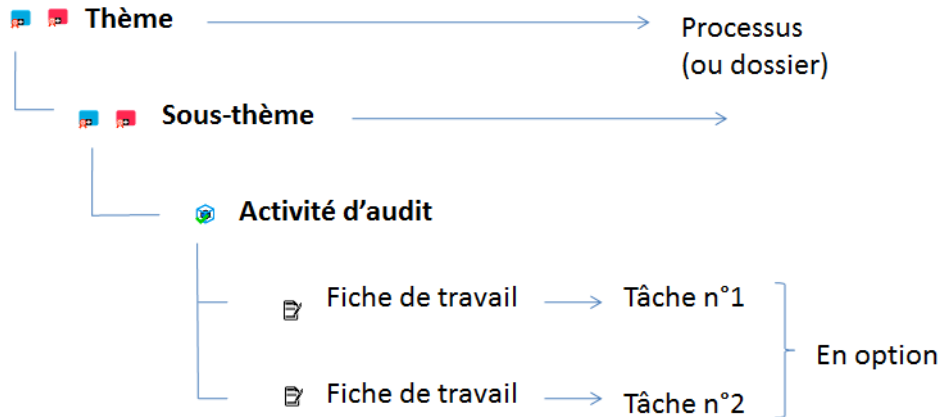 Thème
Processus
(ou dossier)
Sous-thème
Activité d'audit
Fiche de travail
Tâche n°1
En option
Fiche de travail
Tâche n°2